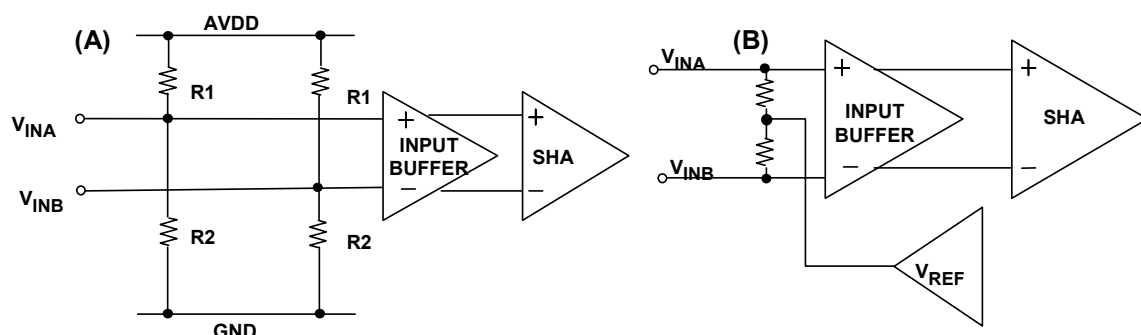 (A)
AVDD
R1
R1
VINA
VINB
INPUT
BUFFER
+
−
SHA
+
−
R2
R2
GND
(B)
VINA
VINB
+
−
INPUT
BUFFER
+
−
SHA
VREF